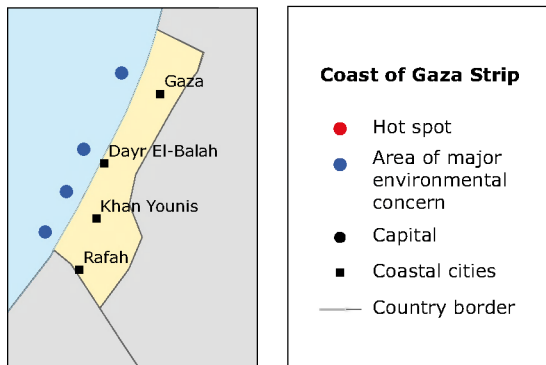 Gaza
Dayr El-Balah
Khan Younis
Rafah
Coast of Gaza Strip
Hot spot
Area of major
environmental
concern
Capital
Coastal cities
Country border